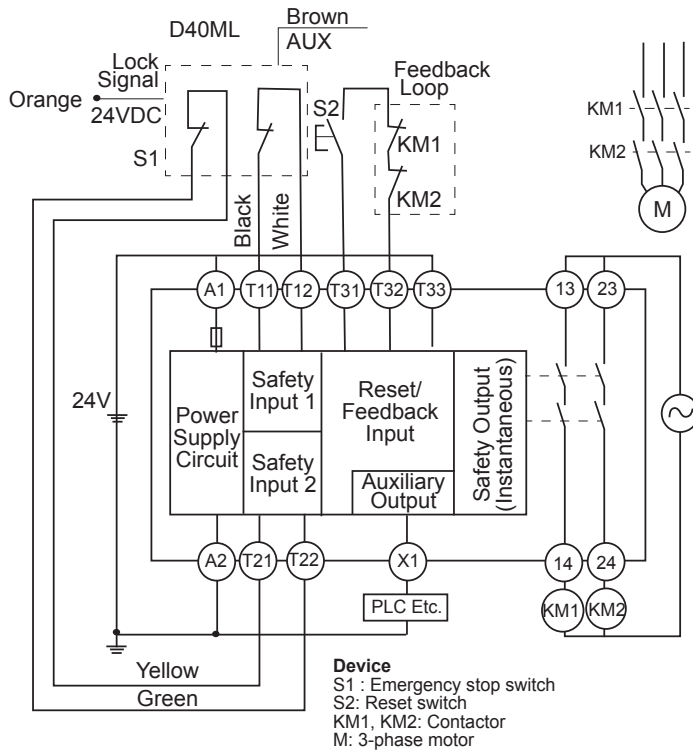 D40ML
Brown
AUX
Lock
Signal
24VDC
Orange
S1
S2
Feedback
Loop
KM1
KM2
Black
White
KM1
KM2
M
A1
T11
T12
T31
T32
T33
13
23
24V
Power
Supply
Circuit
Safety
Input 1
Safety
Input 2
Reset/
Feedback
Input
Auxiliary
Output
Safety Output
(Instantaneous)
A2
T21
T22
X1
14
24
PLC Etc.
KM1
KM2
Yellow
Green
Device
S1 : Emergency stop switch
S2: Reset switch
KM1, KM2: Contactor
M: 3-phase motor